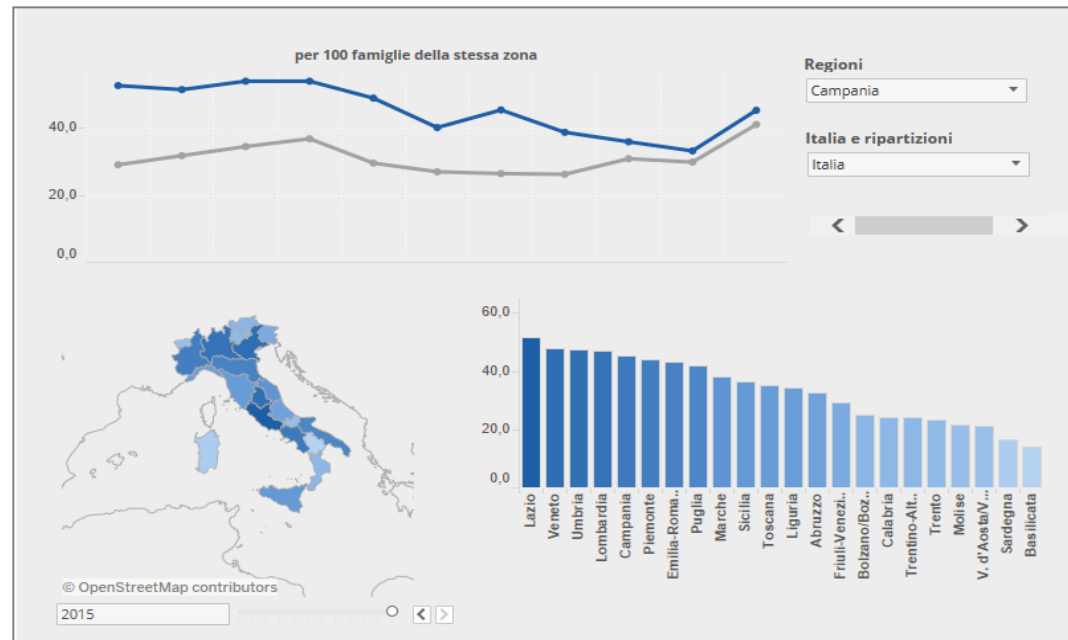 per 100 famiglie della stessa zona
40,0
20,0
0,0
Regioni
Campania
Italia e ripartizioni
Italia
60,0
40,0
20,0
0,0
Lazio
Veneto
Umbria
Lombardia
Campania
Piemonte
Emilia-Roma..
Puglia
Marche
Sicilia
Toscana
Liguria
Abruzzo
Friuli-Venezi..
Bolzano/Boz..
Calabria
Trentino-Alt..
Trento
Molise
V. d'Aosta/V...
Sardegna
Basilicata
© OpenStreetMap contributors
2015